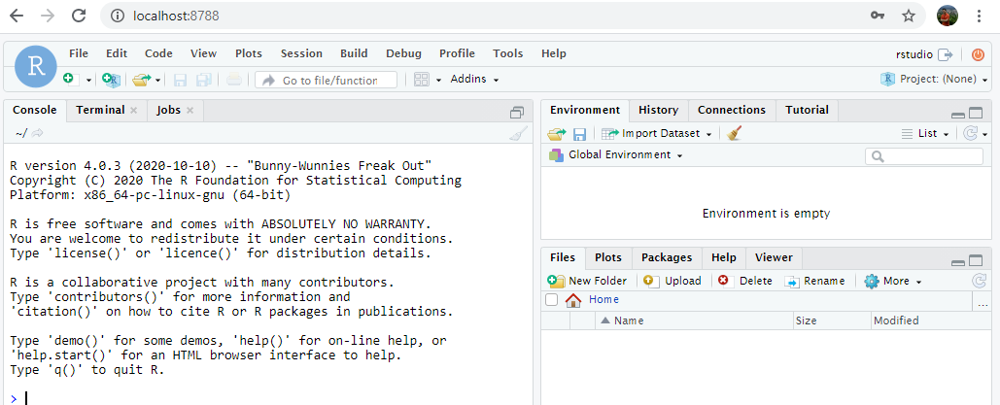 localhost:8788
R
File Edit Code View Plots Session Build Debug Profile Tools Help
rstudio
R
Go to file/function
Addins
R
Project: (None)
Console Terminal Jobs
~/
R version 4.0.3 (2020-10-10) -- "Bunny-Wunnies Freak Out"
Copyright (C) 2020 The R Foundation for Statistical Computing
Platform: x86_64-pc-linux-gnu (64-bit)
R is free software and comes with ABSOLUTELY NO WARRANTY.
You are welcome to redistribute it under certain conditions.
Type 'license()' or 'licence()' for distribution details.
R is a collaborative project with many contributors.
Type 'contributors()' for more information and
'citation()' on how to cite R or R packages in publications.
Type 'demo()' for some demos, 'help()' for on-line help, or
'help.start()' for an HTML browser interface to help.
Type 'q()' to quit R.
>
Environment History Connections Tutorial
Import Dataset
List
Global Environment
Environment is empty
Files Plots Packages Help Viewer
New Folder Upload Delete Rename More
Home
...
Name Size Modified